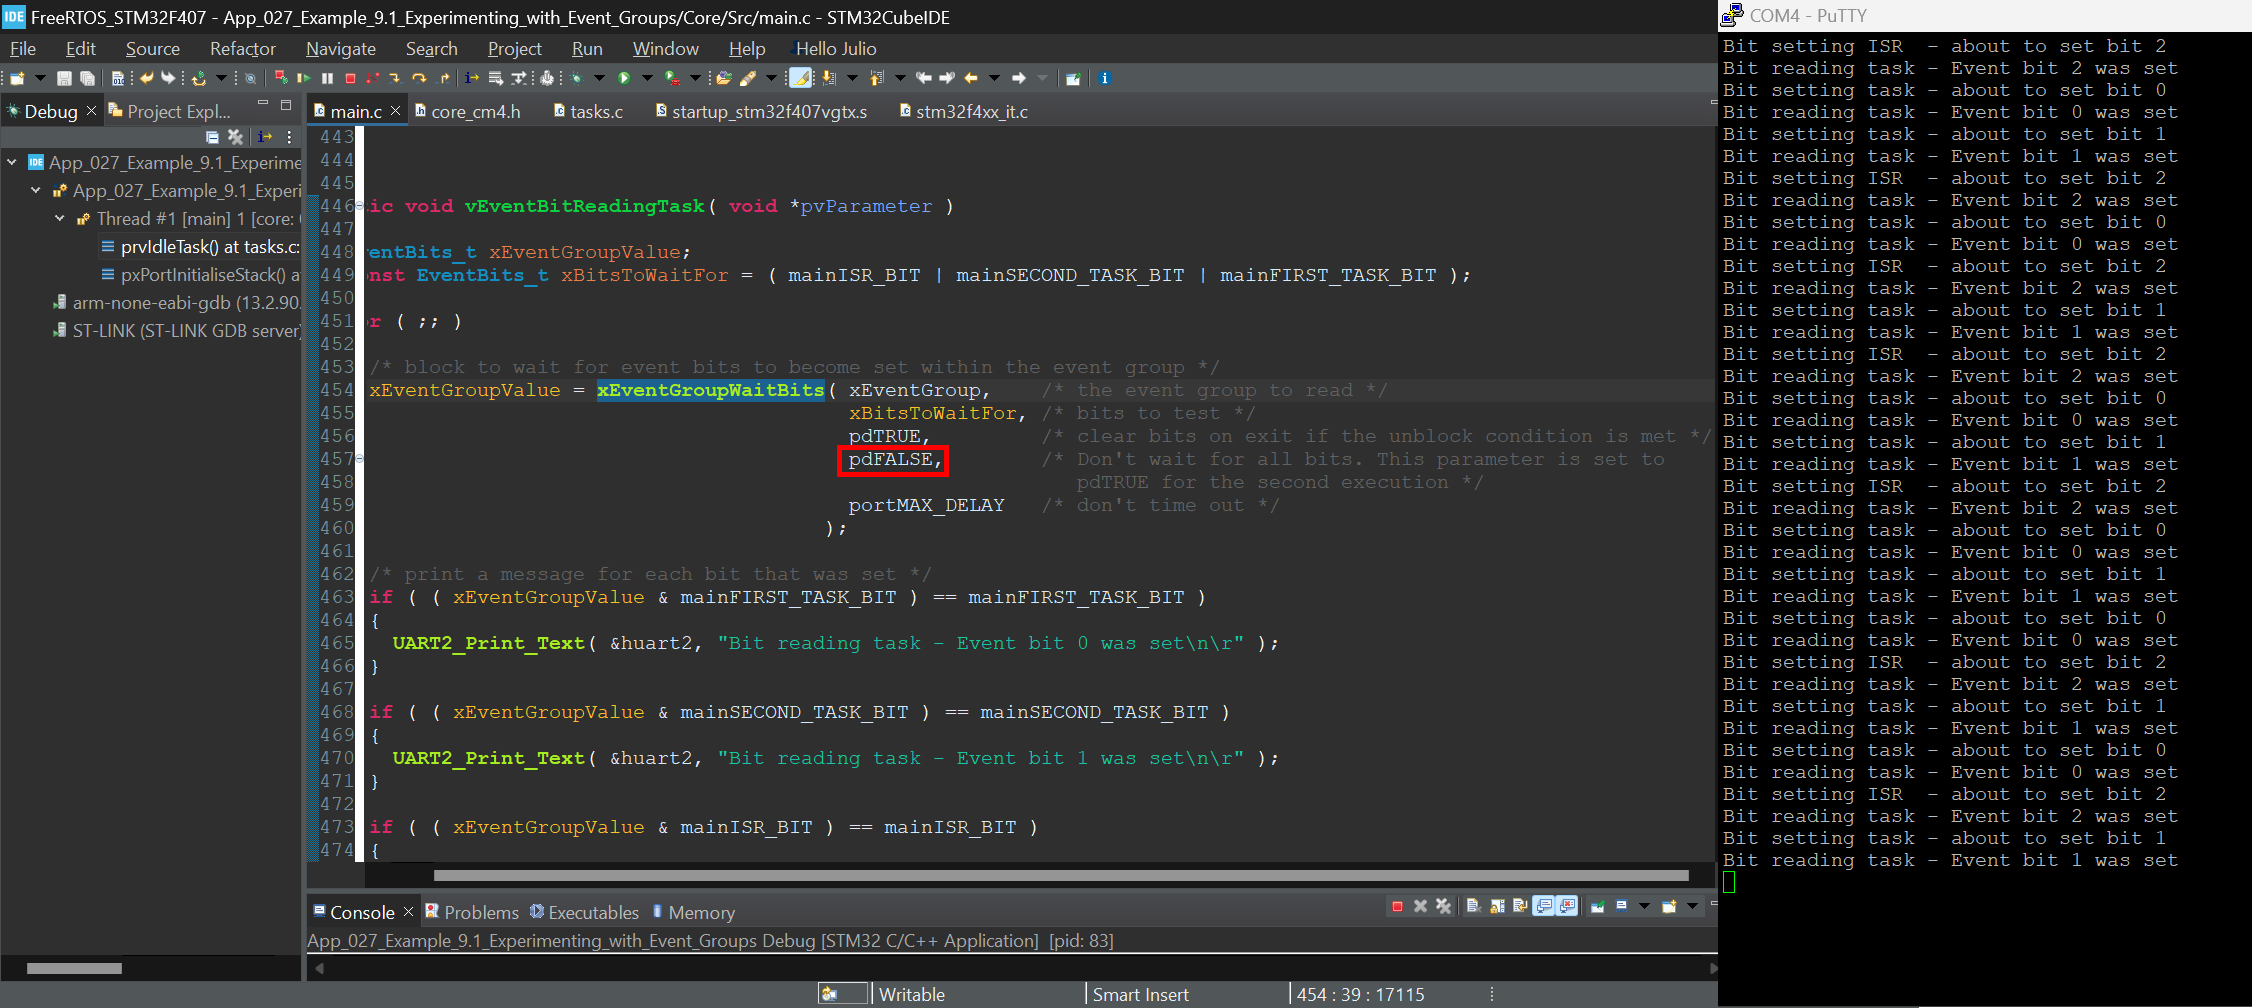 IDE FreeRTOS_STM32F407 - App_027_Example_9.1_Experimenting_with_Event_Groups/Core/Src/main.c - STM32CubeIDE
File Edit Source Refactor Navigate Search Project Run Window Help Hello Julio
Debug Project Expl...
IDE App_027_Example_9.1_Experime
App_027_Example_9.1_Experi
Thread #1 [main] 1 [core:
prvIdleTask() at tasks.c:
pxPortInitialiseStack() a
arm-none-eabi-gdb (13.2.90.
ST-LINK (ST-LINK GDB server)
main.c core_cm4.h tasks.c startup_stm32f407vgtx.s stm32f4xx_it.c
443
444
445
446 ic void vEventBitReadingTask( void *pvParameter )
447
448 entBits_t xEventGroupValue;
449 nst EventBits_t xBitsToWaitFor = ( mainISR_BIT | mainSECOND_TASK_BIT | mainFIRST_TASK_BIT );
450
451 r ( ;; )
452
453 /* block to wait for event bits to become set within the event group */
454 xEventGroupValue = xEventGroupWaitBits( xEventGroup, /* the event group to read */
455 xBitsToWaitFor, /* bits to test */
456 pdTRUE, /* clear bits on exit if the unblock condition is met */
457 pdFALSE, /* Don't wait for all bits. This parameter is set to
458 pdTRUE for the second execution */
459 portMAX_DELAY /* don't time out */
460 );
461
462 /* print a message for each bit that was set */
463 if ( ( xEventGroupValue & mainFIRST_TASK_BIT ) == mainFIRST_TASK_BIT )
464 {
465 UART2_Print_Text( &huart2, "Bit reading task - Event bit 0 was set\n\r" );
466 }
467
468 if ( ( xEventGroupValue & mainSECOND_TASK_BIT ) == mainSECOND_TASK_BIT )
469 {
470 UART2_Print_Text( &huart2, "Bit reading task - Event bit 1 was set\n\r" );
471 }
472
473 if ( ( xEventGroupValue & mainISR_BIT ) == mainISR_BIT )
474 {
Console Problems Executables Memory
App_027_Example_9.1_Experimenting_with_Event_Groups Debug [STM32 C/C++ Application] [pid: 83]
Writable Smart Insert 454 : 39 : 17115
COM4 - PuTTY
Bit setting ISR - about to set bit 2
Bit reading task - Event bit 2 was set
Bit setting task - about to set bit 0
Bit reading task - Event bit 0 was set
Bit setting task - about to set bit 1
Bit reading task - Event bit 1 was set
Bit setting ISR - about to set bit 2
Bit reading task - Event bit 2 was set
Bit setting task - about to set bit 0
Bit reading task - Event bit 0 was set
Bit setting ISR - about to set bit 2
Bit reading task - Event bit 2 was set
Bit setting task - about to set bit 1
Bit reading task - Event bit 1 was set
Bit setting ISR - about to set bit 2
Bit reading task - Event bit 2 was set
Bit setting task - about to set bit 0
Bit reading task - Event bit 0 was set
Bit setting task - about to set bit 1
Bit reading task - Event bit 1 was set
Bit setting ISR - about to set bit 2
Bit reading task - Event bit 2 was set
Bit setting task - about to set bit 0
Bit reading task - Event bit 0 was set
Bit setting task - about to set bit 1
Bit reading task - Event bit 1 was set
Bit setting task - about to set bit 0
Bit reading task - Event bit 0 was set
Bit setting ISR - about to set bit 2
Bit reading task - Event bit 2 was set
Bit setting task - about to set bit 1
Bit reading task - Event bit 1 was set
Bit setting task - about to set bit 0
Bit reading task - Event bit 0 was set
Bit setting ISR - about to set bit 2
Bit reading task - Event bit 2 was set
Bit setting task - about to set bit 1
Bit reading task - Event bit 1 was set